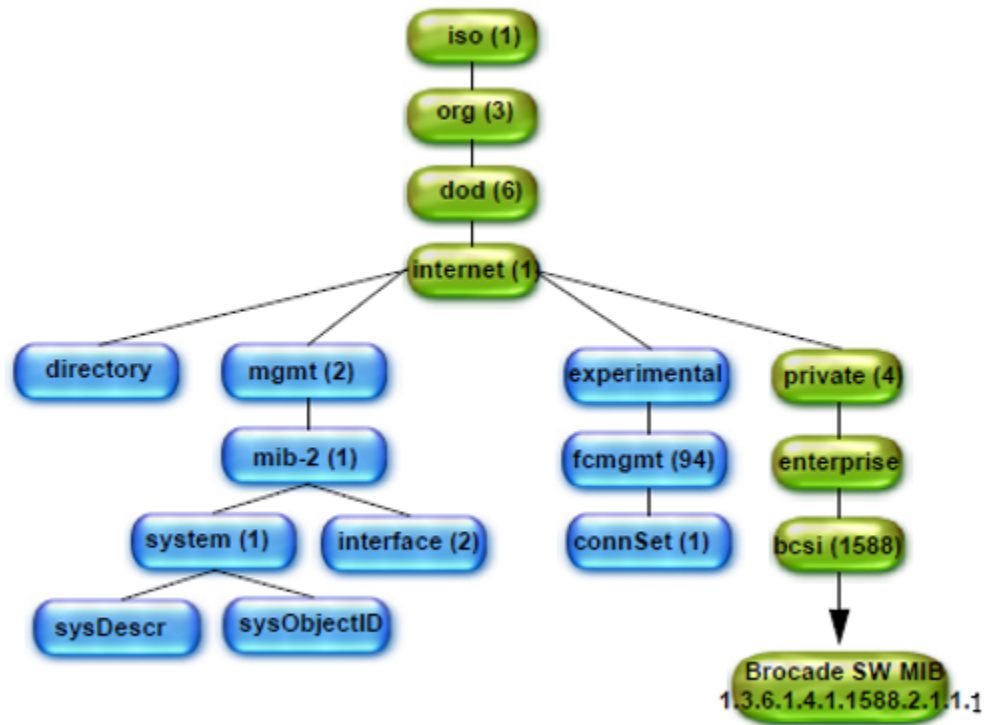 iso (1)
org (3)
dod (6)
internet (1)
directory
mgmt (2)
experimental
private (4)
mib-2 (1)
fcmgmt (94)
enterprise
system (1)
interface (2)
connSet (1)
bcsi (1588)
sysDescr
sysObjectID
Brocade SW MIB
1.3.6.1.4.1.1588.2.1.1.1